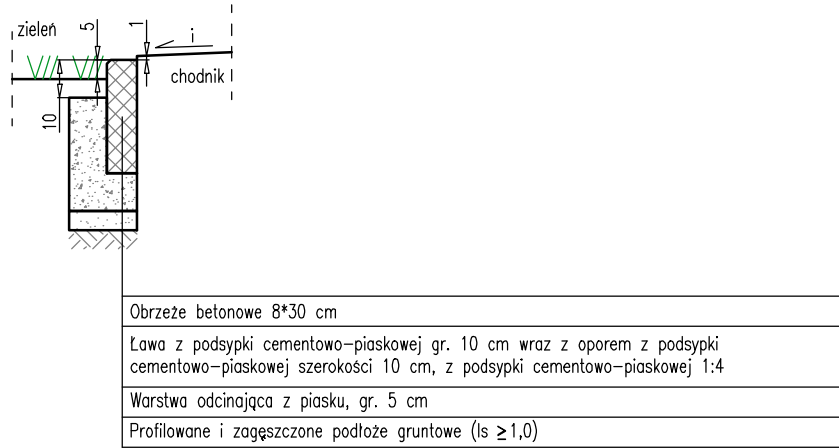 zieleń
5
1
i
chodnik
10
Obrzeże betonowe 8*30 cm
Ława z podsypki cementowo-piaskowej gr. 10 cm wraz z oporem z podsypki
cementowo-piaskowej szerokości 10 cm, z podsypki cementowo-piaskowej 1:4
Warstwa odcinająca z piasku, gr. 5 cm
Profilowane i zagęszczone podłoże gruntowe (Is ≥1,0)